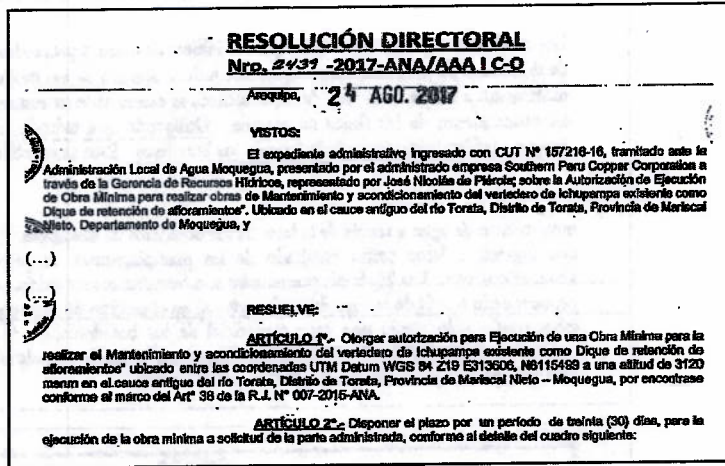 RESOLUCIÓN DIRECTORAL
Nro. 2439 -2017-ANA/AAA I C-O
Arequipa, 24 AGO. 2017
VISTOS:
El expediente administrativo ingresado con CUT Nº 157216-16, tramitado ante la
Administración Local de Agua Moquegua, presentado por el administrado empresa Southern Peru Copper Corporation a
través de la Gerencia de Recursos Hídricos, representado por José Nicolás de Piérola; sobre la Autorización de Ejecución
de Obra Mínima para realizar obras de Mantenimiento y acondicionamiento del vertedero de Ichupampa existente como
Dique de retención de afloramientos". Ubicado en el cauce antiguo del río Torata, Distrito de Torata, Provincia de Mariscal
Nieto, Departamento de Moquegua, y
(...)
(...)
RESUELVE:
ARTÍCULO 1º.- Otorgar autorización para Ejecución de una Obra Mínima para la
realizar el Mantenimiento y acondicionamiento del vertedero de Ichupampa existente como Dique de retención de
afloramientos" ubicado entre las coordenadas UTM Datum WGS 84 Z19 E313606, N8115493 a una altitud de 3120
msnm en el cauce antiguo del río Torata, Distrito de Torata, Provincia de Mariscal Nieto – Moquegua, por encontrase
conforme al marco del Artº 38 de la R.J. Nº 007-2015-ANA.
ARTÍCULO 2º.- Disponer el plazo por un período de treinta (30) días, para la
ejecución de la obra mínima a solicitud de la parte administrada, conforme al detalle del cuadro siguiente: